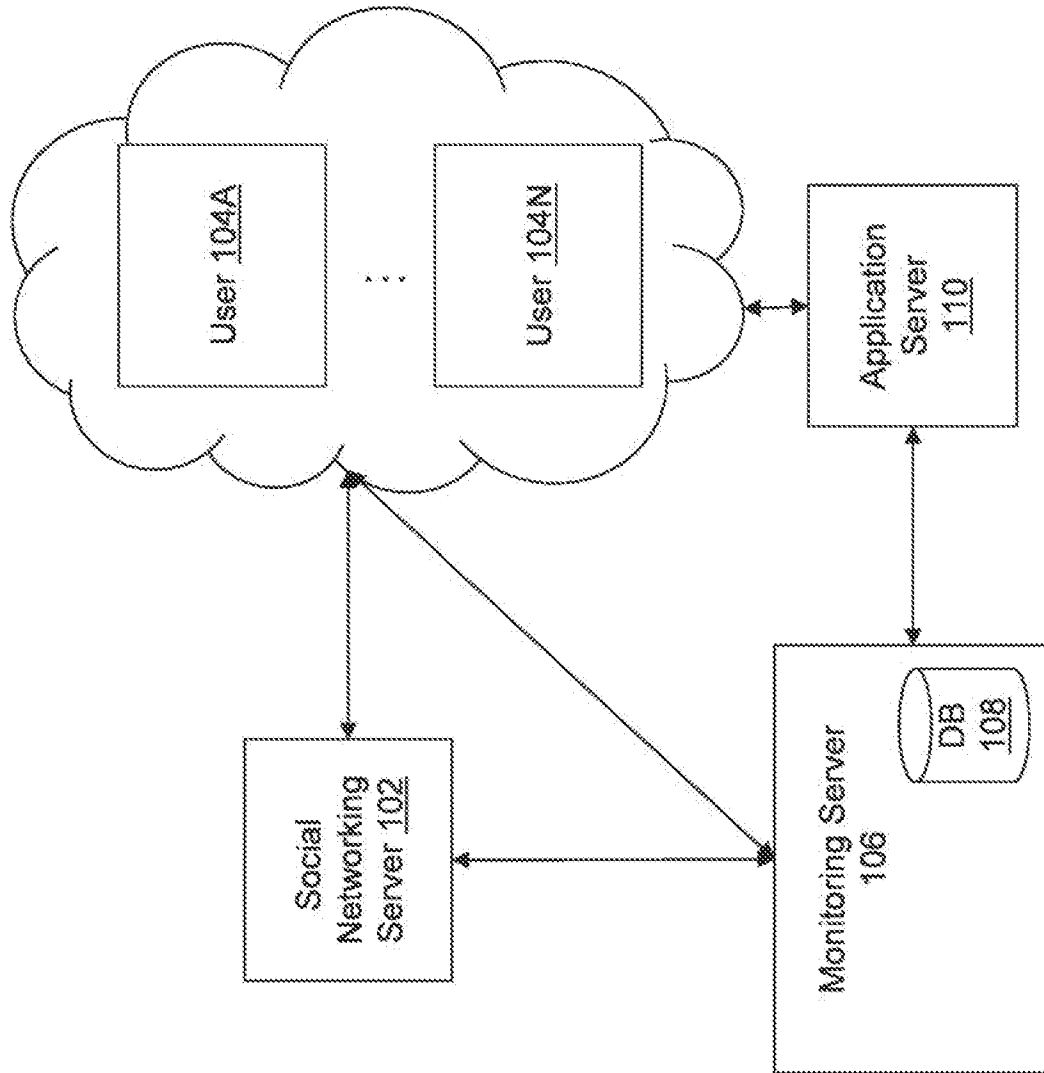 Social
Networking
Server 102
User 104A
...
User 104N
Monitoring Server
106
DB
108
Application
Server
110